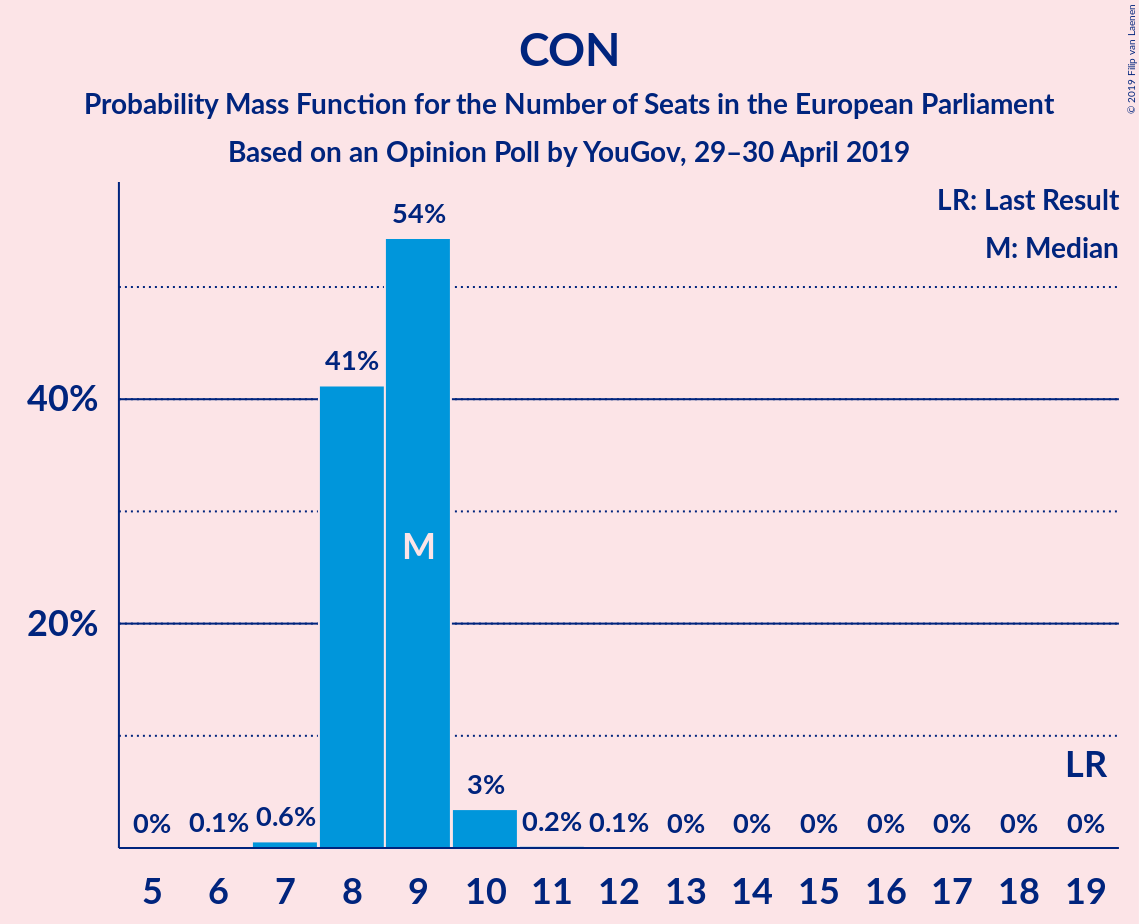 CON
Probability Mass Function for the Number of Seats in the European Parliament
Based on an Opinion Poll by YouGov, 29–30 April 2019
© 2019 Filip van Laenen
LR: Last Result
M: Median
54%
41%
40%
M
20%
LR
3%
0% 0.1% 0.6% 0.2% 0.1% 0% 0% 0% 0% 0% 0% 0%
5 6 7 8 9 10 11 12 13 14 15 16 17 18 19